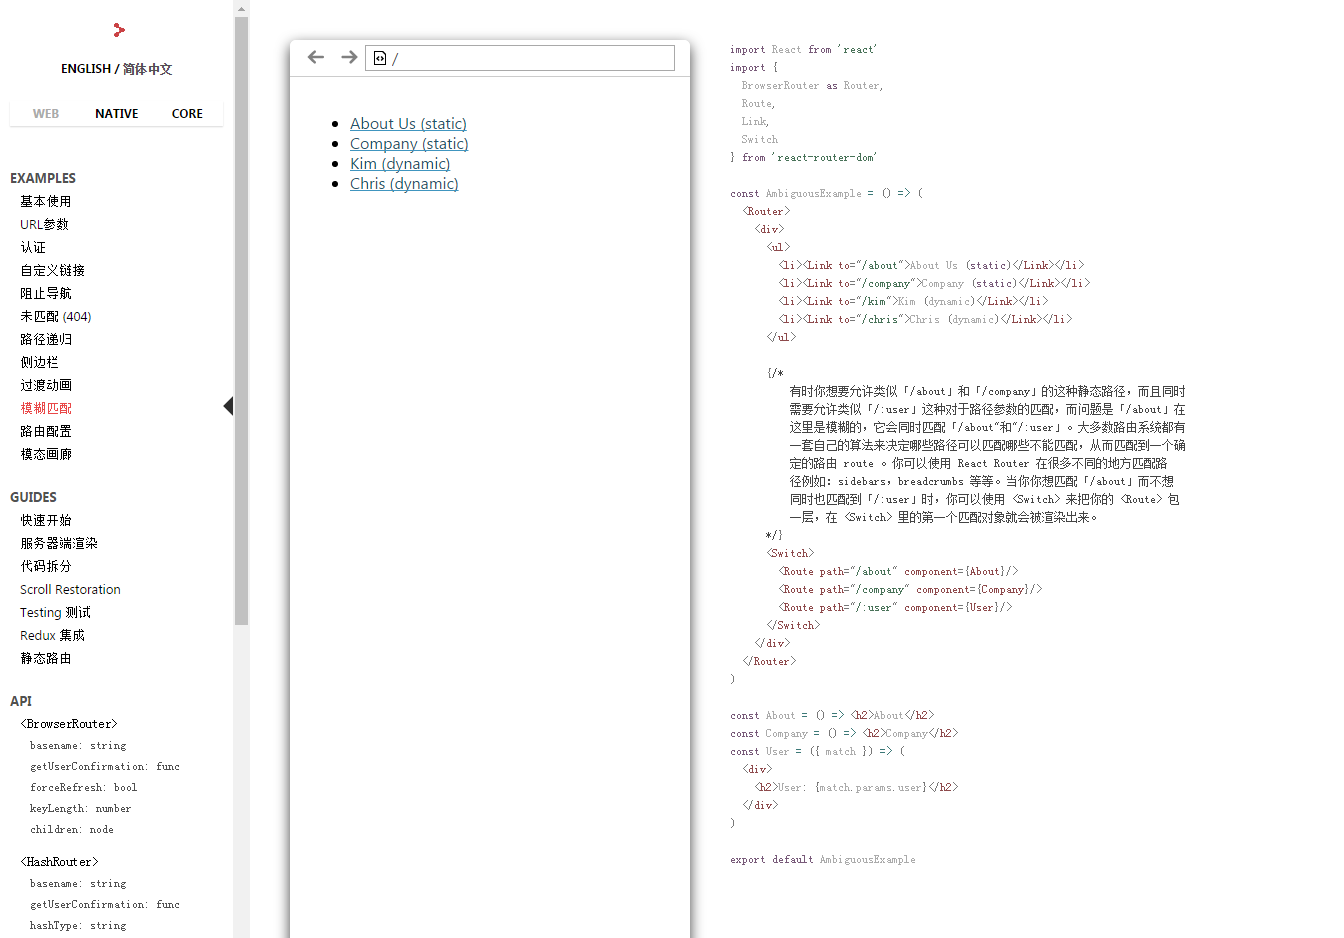 ENGLISH / 简体中文
WEB NATIVE CORE
EXAMPLES
基本使用
URL参数
认证
自定义链接
阻止导航
未匹配 (404)
路径递归
侧边栏
过渡动画
模糊匹配
路由配置
模态画廊
GUIDES
快速开始
服务器端渲染
代码拆分
Scroll Restoration
Testing 测试
Redux 集成
静态路由
API
<BrowserRouter>
basename: string
getUserConfirmation: func
forceRefresh: bool
keyLength: number
children: node
<HashRouter>
basename: string
getUserConfirmation: func
hashType: string
/
About Us (static)
Company (static)
Kim (dynamic)
Chris (dynamic)
import React from 'react'
import {
BrowserRouter as Router,
Route,
Link,
Switch
} from 'react-router-dom'
const AmbiguousExample = () => (
<Router>
<div>
<ul>
<li><Link to="/about">About Us (static)</Link></li>
<li><Link to="/company">Company (static)</Link></li>
<li><Link to="/kim">Kim (dynamic)</Link></li>
<li><Link to="/chris">Chris (dynamic)</Link></li>
</ul>
{/*
有时你想要允许类似「/about」和「/company」的这种静态路径，而且同时
需要允许类似「/:user」这种对于路径参数的匹配，而问题是「/about」在
这里是模糊的，它会同时匹配「/about"和"/:user」。大多数路由系统都有
一套自己的算法来决定哪些路径可以匹配哪些不能匹配，从而匹配到一个确
定的路由 route 。你可以使用 React Router 在很多不同的地方匹配路
径例如：sidebars，breadcrumbs 等等。当你你想匹配「/about」而不想
同时也匹配到「/:user」时，你可以使用 <Switch> 来把你的 <Route> 包
一层，在 <Switch> 里的第一个匹配对象就会被渲染出来。
*/}
<Switch>
<Route path="/about" component={About}/>
<Route path="/company" component={Company}/>
<Route path="/:user" component={User}/>
</Switch>
</div>
</Router>
)
const About = () => <h2>About</h2>
const Company = () => <h2>Company</h2>
const User = ({ match }) => (
<div>
<h2>User: {match.params.user}</h2>
</div>
)
export default AmbiguousExample